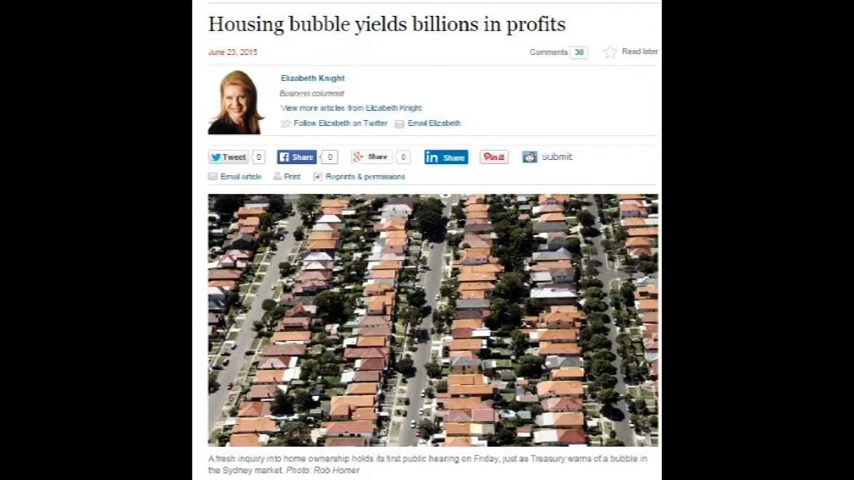 Housing bubble yields billions in profits
June 23, 2015
Comments 30
Read later
Elizabeth Knight
Business columnist
View more articles from Elizabeth Knight
Follow Elizabeth on Twitter
Email Elizabeth
Tweet 0
Share 0
Share 0
in Share
Pin it
submit
Email article
Print
Reprints & permissions
A fresh inquiry into home ownership holds its first public hearing on Friday, just as Treasury warns of a bubble in
the Sydney market. Photo: Rob Homer